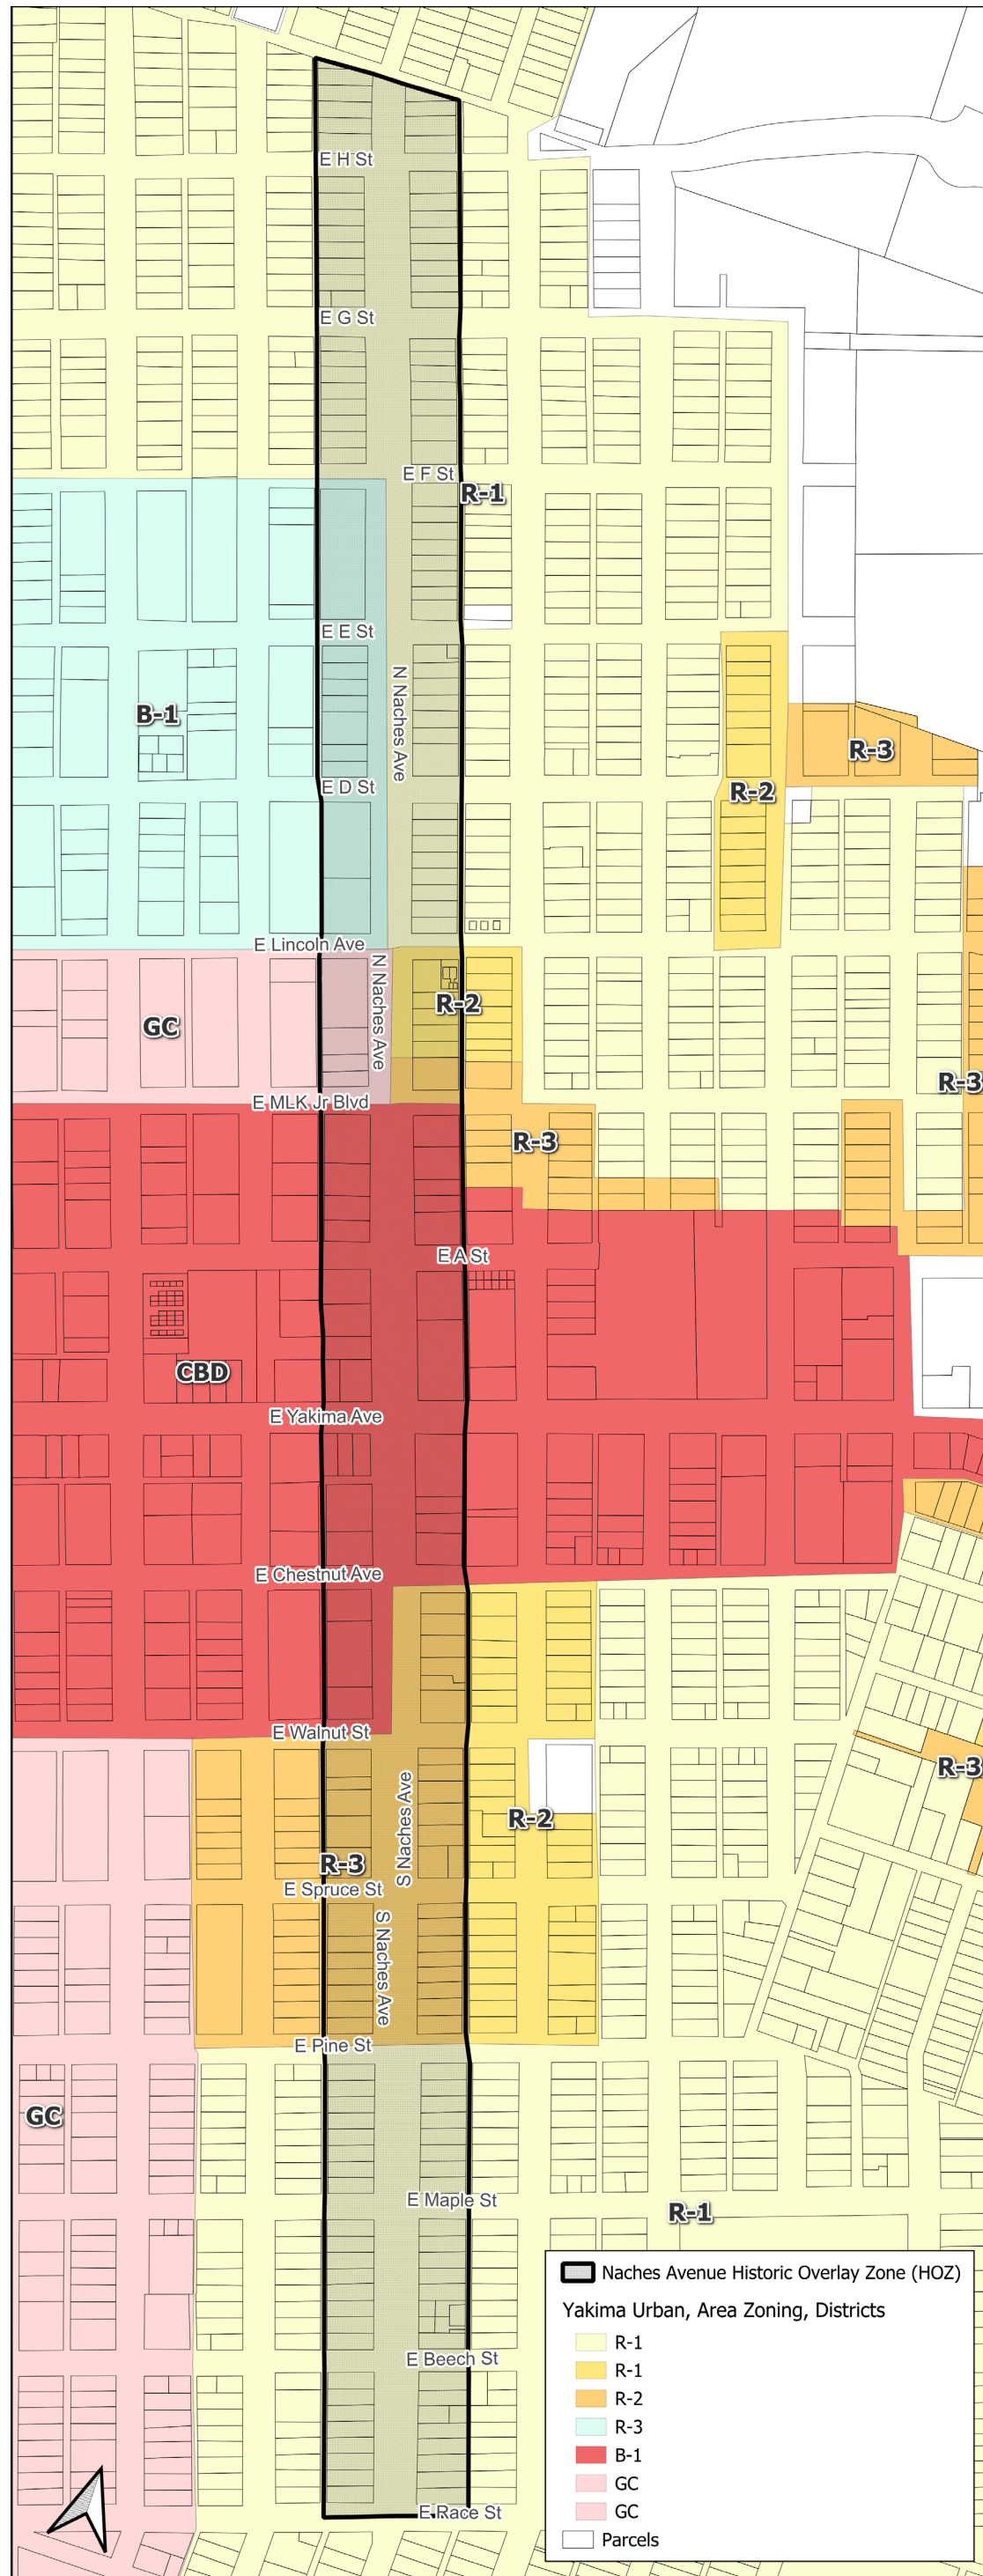 E H St
E G St
E F St
R-1
E E St
N Naches Ave
B-1
R-3
E D St
R-2
E Lincoln Ave
N Naches Ave
R-2
GC
R-3
E MLK Jr Blvd
R-3
E A St
CBD
E Yakima Ave
E Chestnut Ave
E Walnut St
R-3
S Naches Ave
R-2
R-3
E Spruce St
S Naches Ave
E Pine St
GC
E Maple St
R-1
Naches Avenue Historic Overlay Zone (HOZ)
Yakima Urban, Area Zoning, Districts
R-1
R-1
R-2
R-3
B-1
GC
GC
Parcels
E Beech St
E Race St